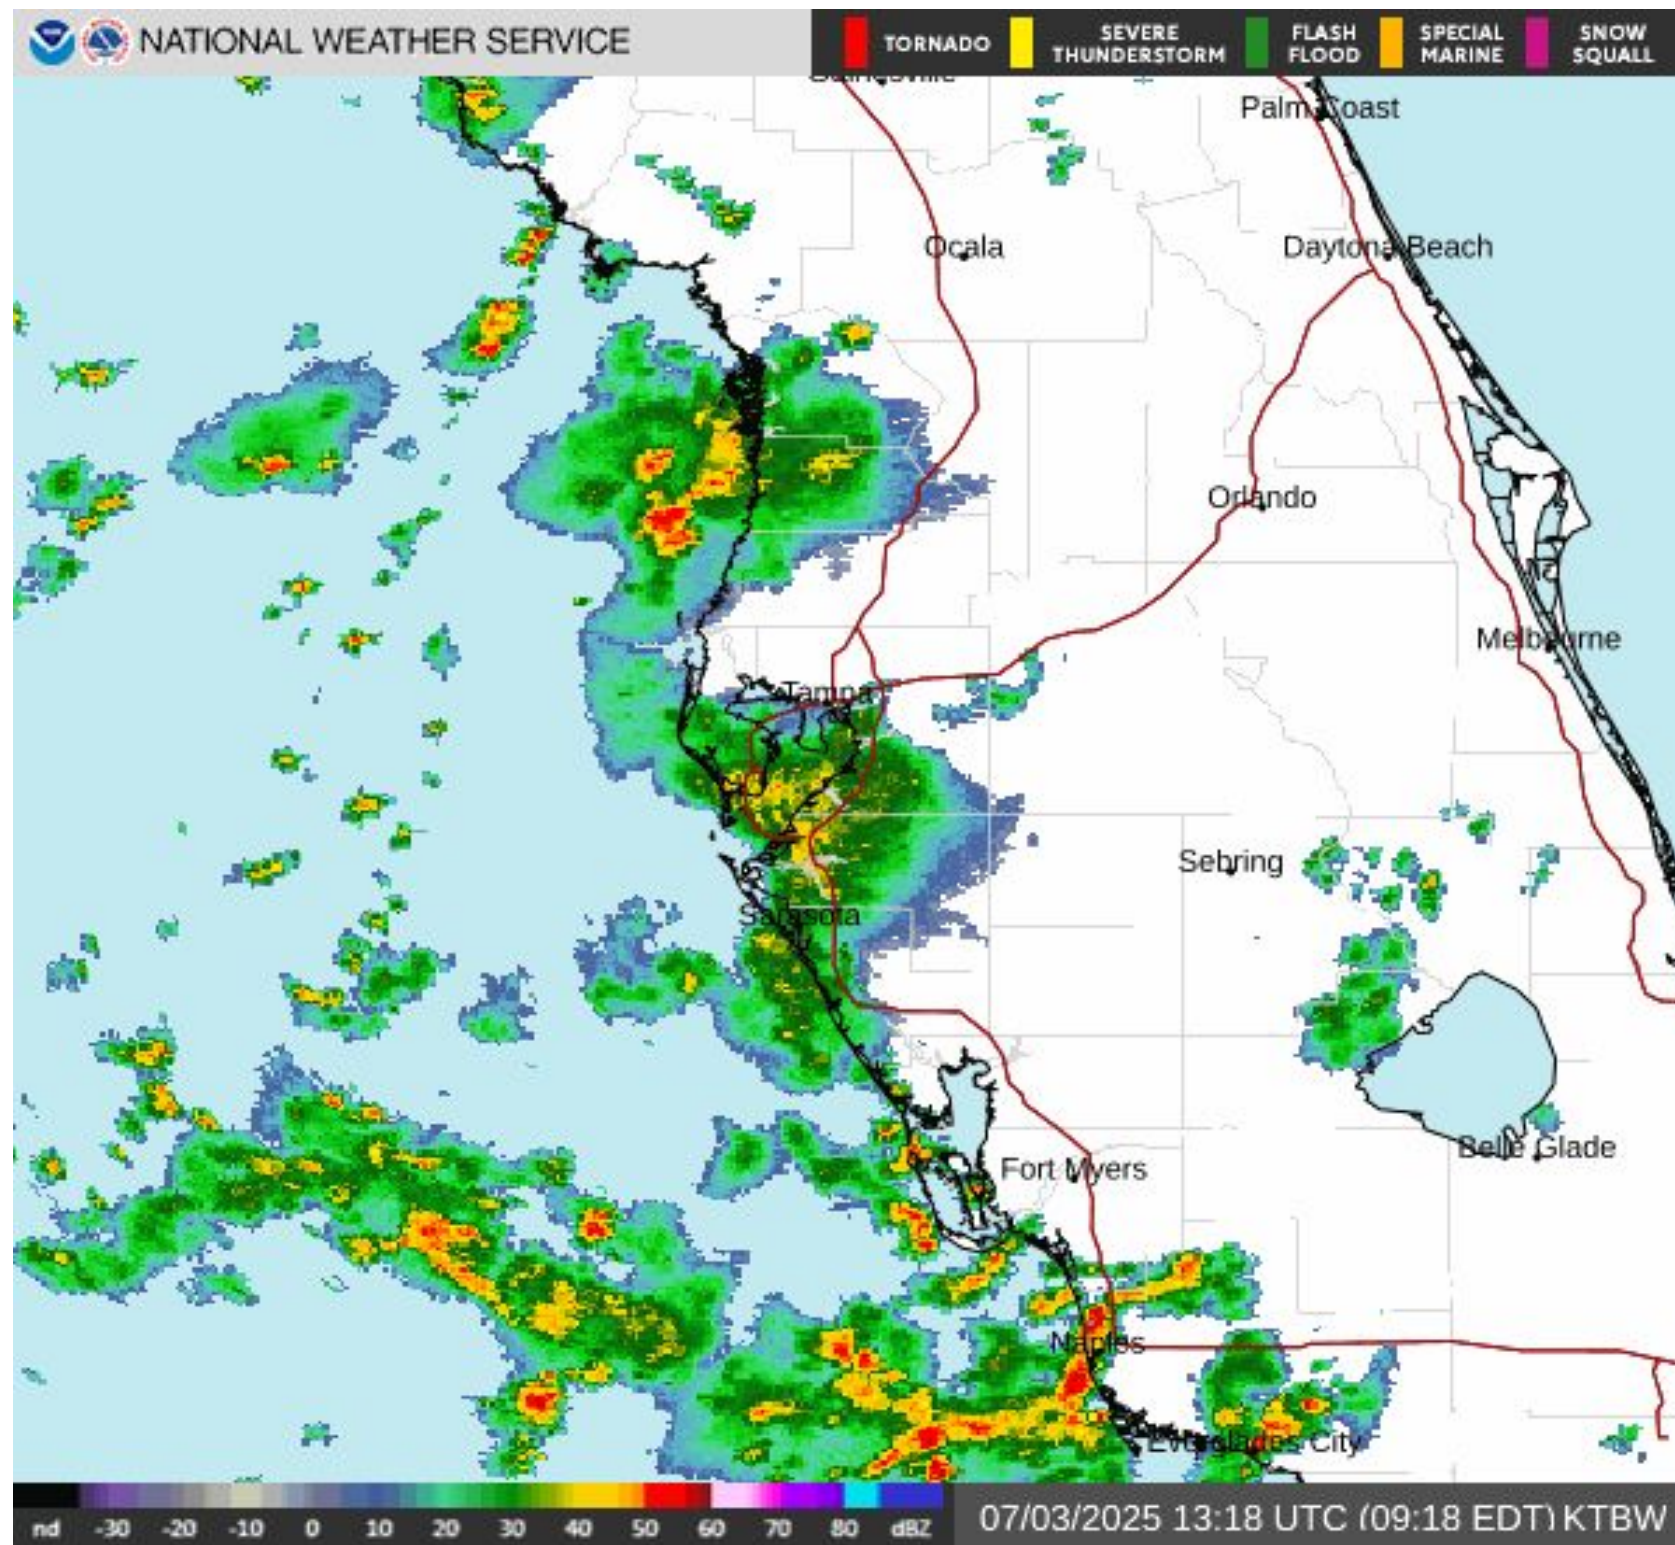 NATIONAL WEATHER SERVICE
TORNADO
SEVERE
THUNDERSTORM
FLASH
FLOOD
SPECIAL
MARINE
SNOW
SQUALL
Gainesville
Palm Coast
Ocala
Daytona Beach
Orlando
Melbourne
Tampa
Sebring
Sarasota
Belle Glade
Fort Myers
Naples
Everglades City
nd -30 -20 -10 0 10 20 30 40 50 60 70 80 dBZ
07/03/2025 13:18 UTC (09:18 EDT) KTBW